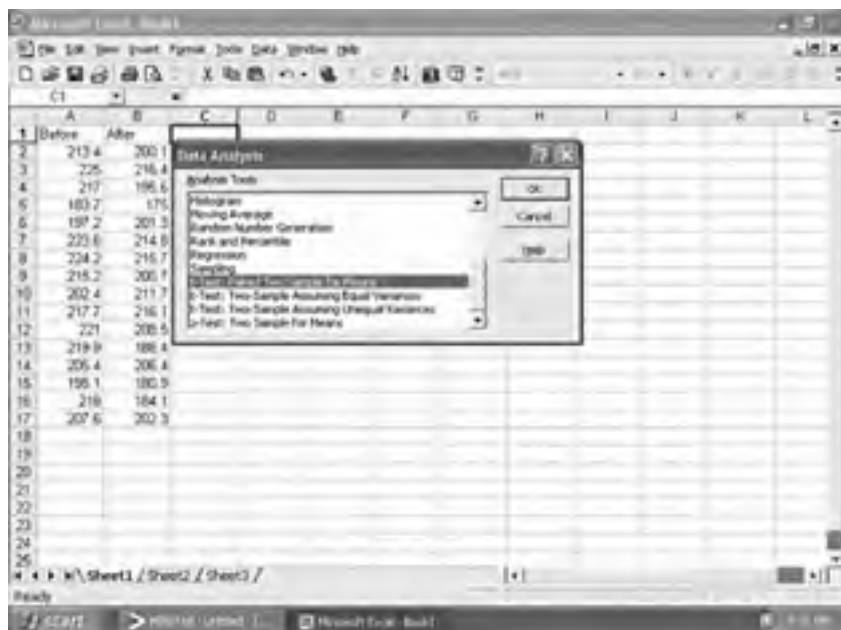 Microsoft Excel - Book1
File Edit View Insert Format Tools Data Window Help
C1
A B C D E F G H I J K L
1 Before After
2 213.4 200.1
3 225 216.4
4 217 195.6
5 183.7 175
6 197.2 201.3
7 223.6 214.8
8 224.2 215.7
9 215.2 200.7
10 202.4 211.7
11 217.7 216.1
12 221 208.5
13 219.9 188.4
14 205.4 206.4
15 195.1 180.9
16 218 184.1
17 207.6 202.3
18
19
20
21
22
23
24
25
Data Analysis
Analysis Tools
Histogram
Moving Average
Random Number Generation
Rank and Percentile
Regression
Sampling
t-Test: Paired Two Sample for Means
t-Test: Two-Sample Assuming Equal Variances
t-Test: Two-Sample Assuming Unequal Variances
z-Test: Two Sample for Means
OK
Cancel
Help
Sheet1 / Sheet2 / Sheet3 /
Ready
start
Microsoft Excel - Book1